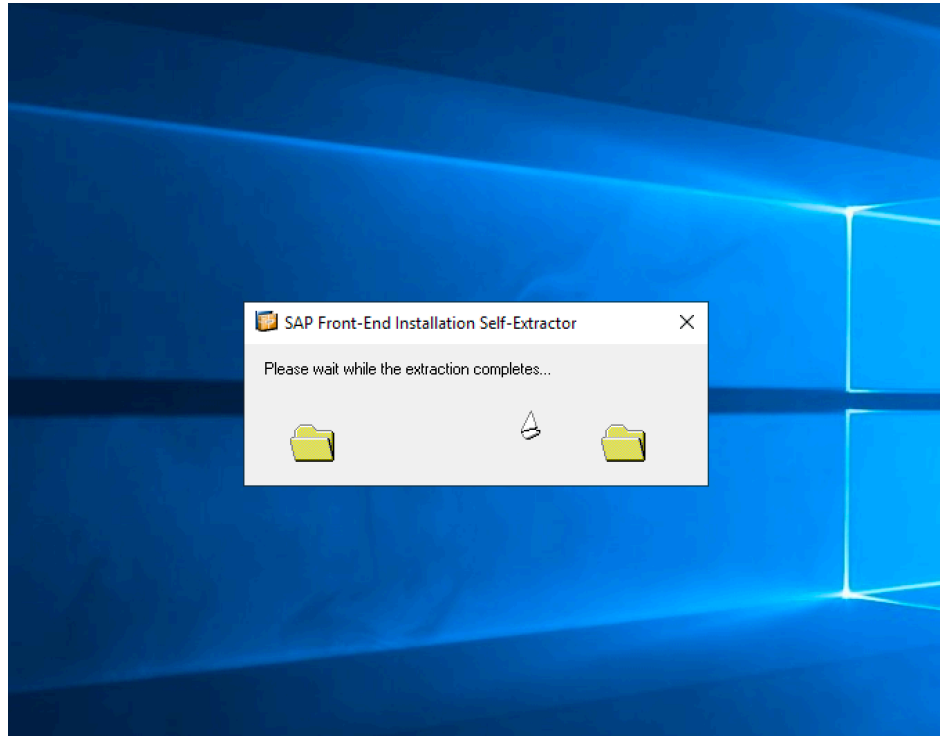 SAP Front-End Installation Self-Extractor
Please wait while the extraction completes...